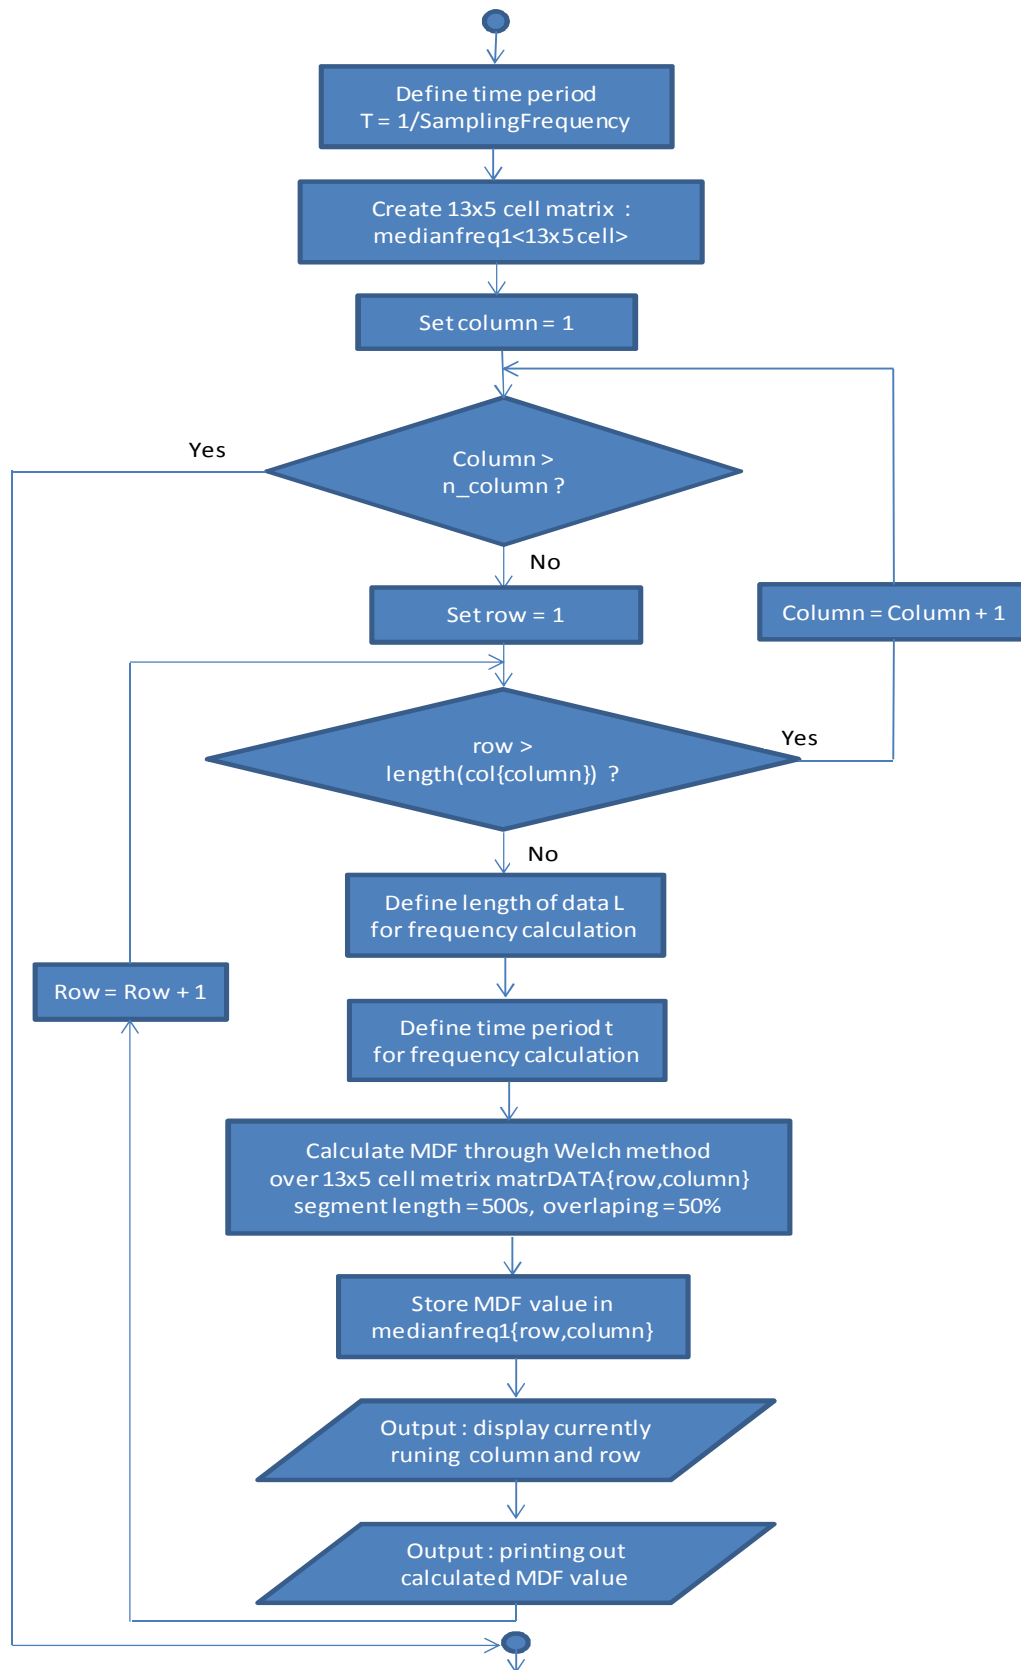 Define time period
T = 1/SamplingFrequency
Create 13x5 cell matrix :
medianfreq1<13x5 cell>
Set column = 1
Yes
Column >
n_column ?
No
Set row = 1
Column = Column + 1
row >
length(col{column}) ?
Yes
No
Define length of data L
for frequency calculation
Row = Row + 1
Define time period t
for frequency calculation
Calculate MDF through Welch method
over 13x5 cell metrix matrDATA{row,column}
segment length = 500s, overlaping = 50%
Store MDF value in
medianfreq1{row,column}
Output : display currently
runing column and row
Output : printing out
calculated MDF value